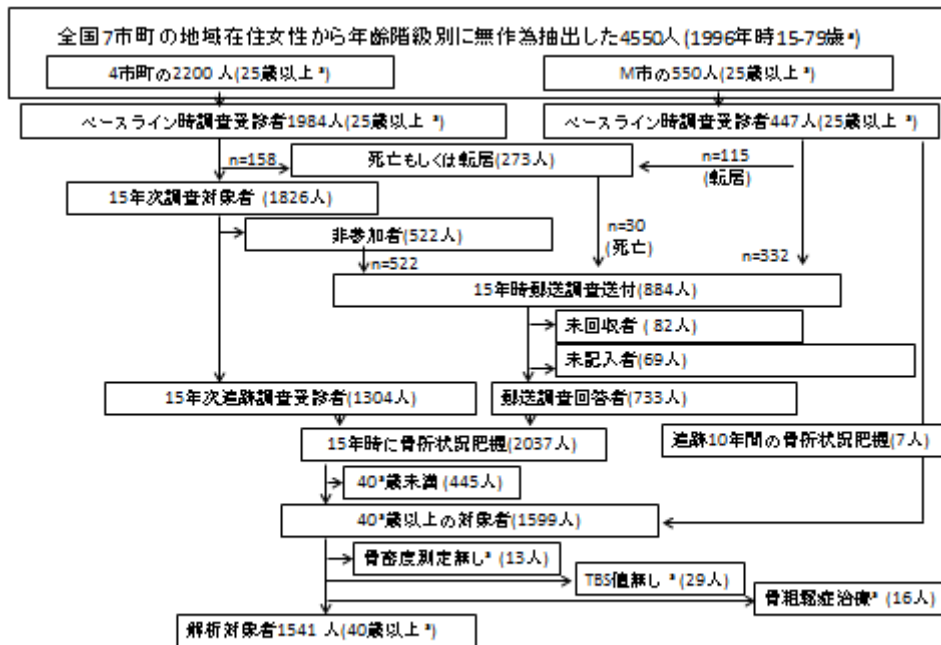 全国7市町の地域在住女性から年齢階級別に無作為抽出した4550人(1996年時15-79歳ᵃ)
4市町の2200 人(25歳以上 ᵃ)
M市の550人(25歳以上 ᵃ)
ベースライン時調査受診者1984人(25歳以上 ᵃ)
ベースライン時調査受診者447人(25歳以上 ᵃ)
n=158
死亡もしくは転居(273人)
n=115
(転居)
15年次調査対象者 (1826人)
非参加者(522人)
n=30
(死亡)
n=522
n=332
15年時郵送調査送付(884人)
未回収者 ( 82人)
未記入者(69人)
15年次追跡調査受診者(1304人)
郵送調査回答者(733人)
15年時に骨折状況把握(2037人)
追跡10年間の骨折状況把握(7人)
40ᵃ歳未満 (445人)
40ᵃ歳以上の対象者(1599人)
骨密度測定無しᵃ (13人)
TBS値無し ᵃ (29人)
骨粗鬆症治療ᵃ (16人)
解析対象者1541 人(40歳以上 ᵃ)